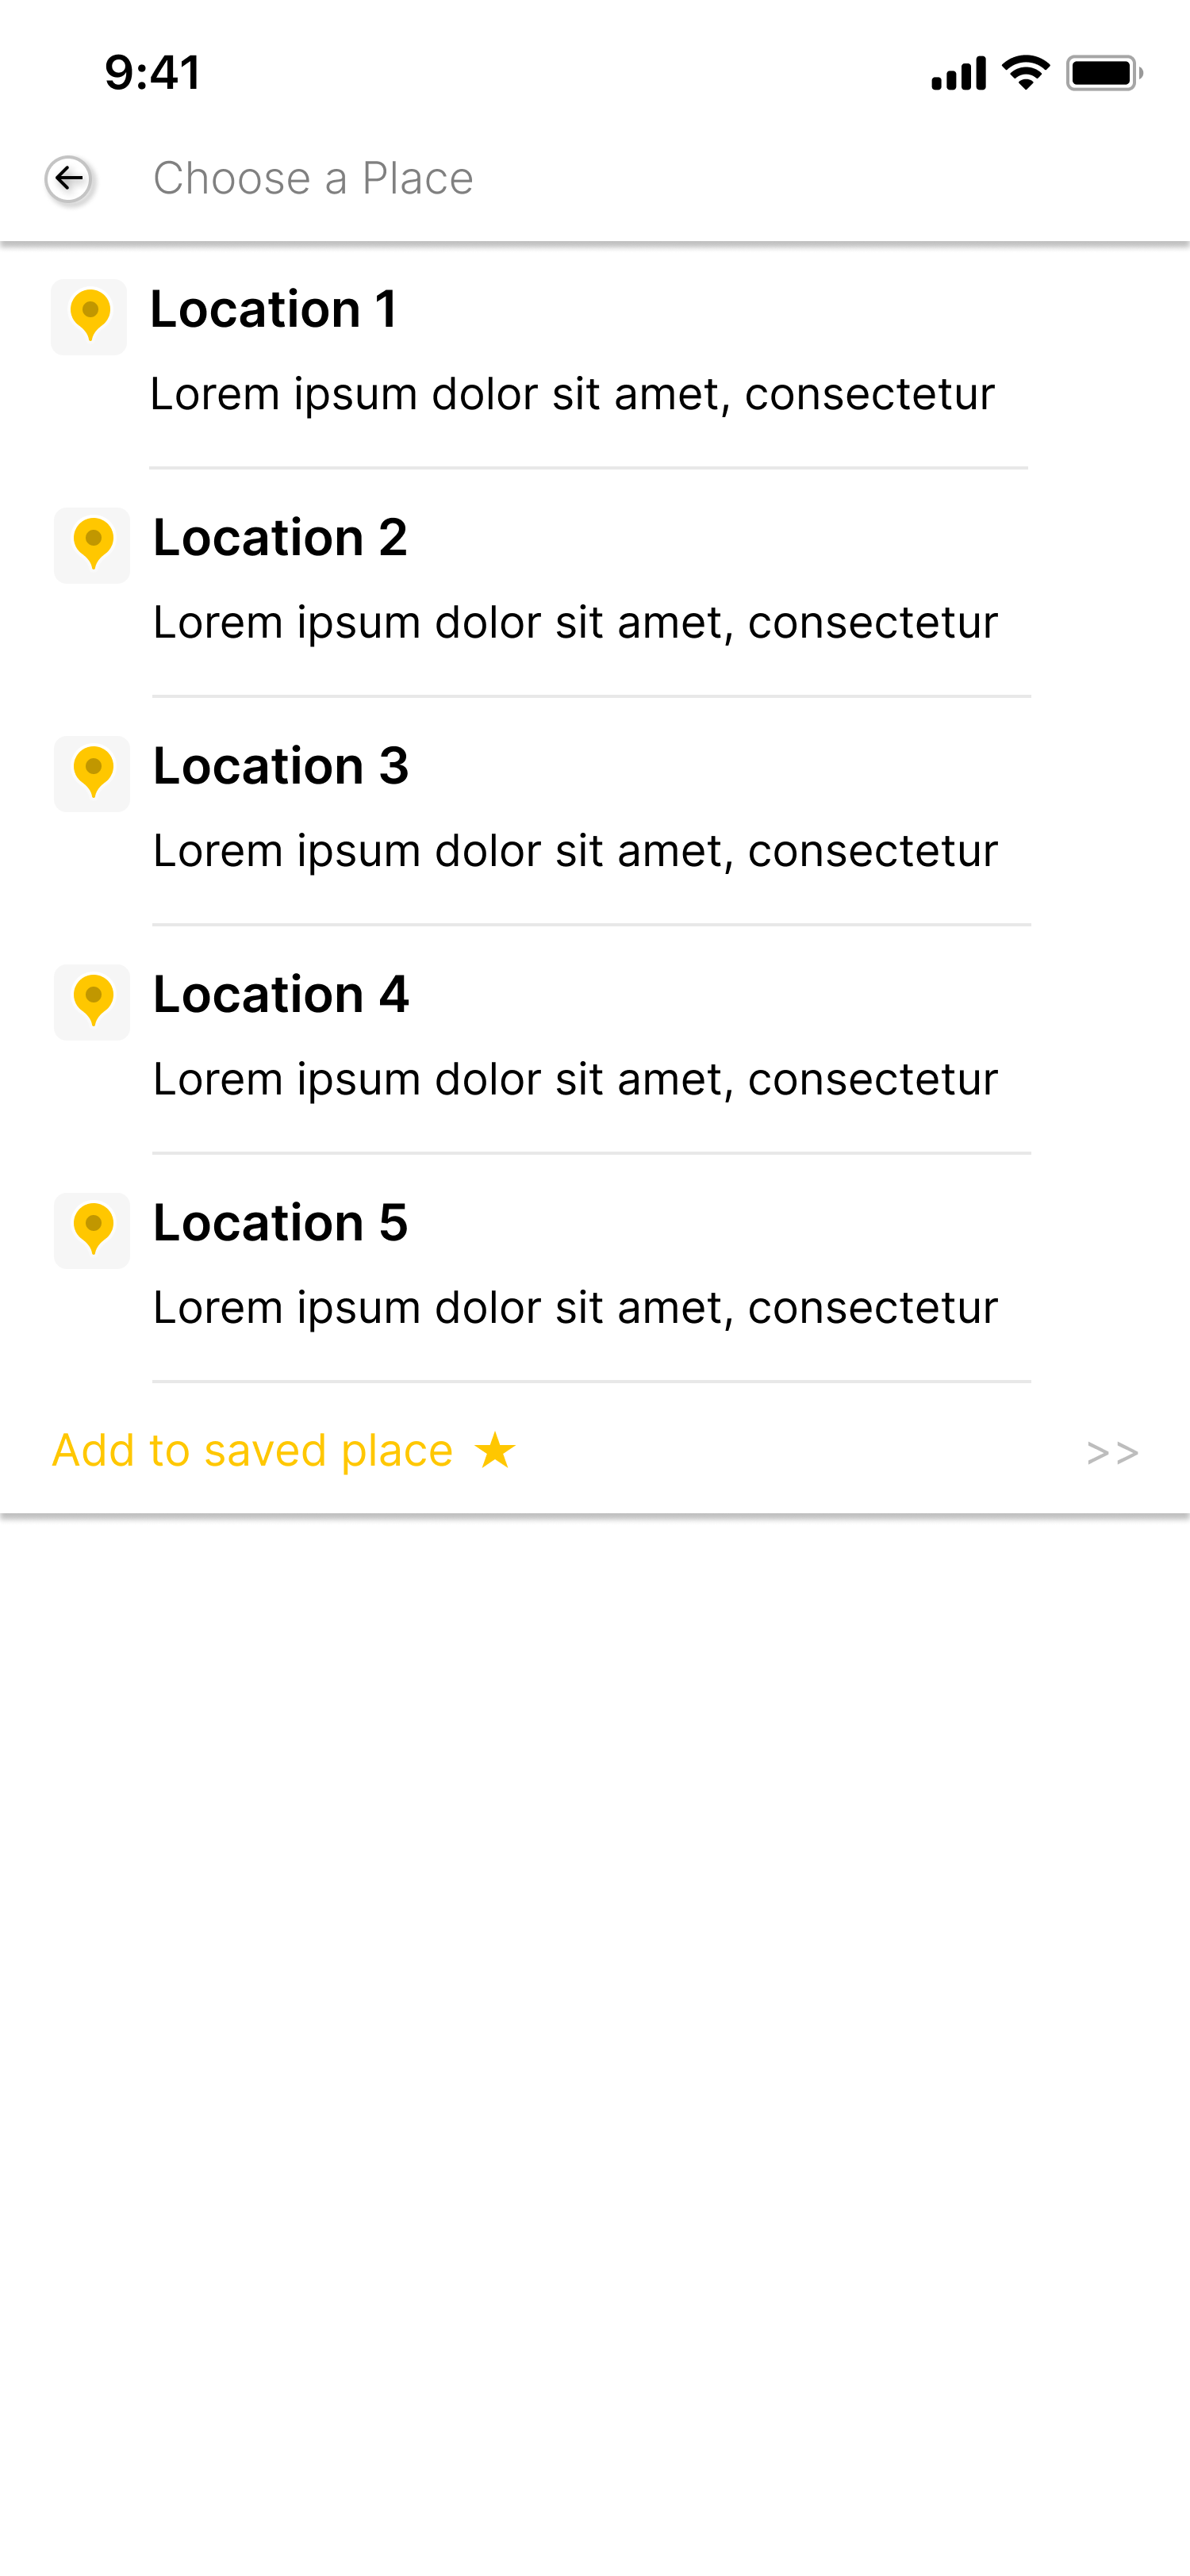 9:41
Choose a Place
Location 1
Lorem ipsum dolor sit amet, consectetur
Location 2
Lorem ipsum dolor sit amet, consectetur
Location 3
Lorem ipsum dolor sit amet, consectetur
Location 4
Lorem ipsum dolor sit amet, consectetur
Location 5
Lorem ipsum dolor sit amet, consectetur
Add to saved place ★ >>